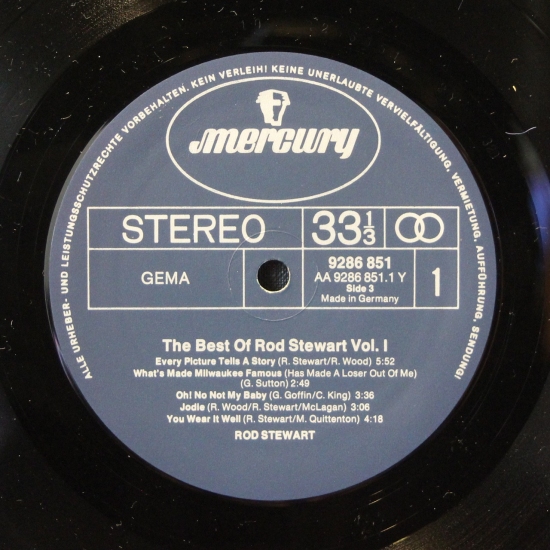 ALLE URHEBER- UND LEISTUNGSSCHUTZRECHTE VORBEHALTEN. KEIN VERLEIH! KEINE UNERLAUBTE VERVIELFÄLTIGUNG, VERMIETUNG, AUFFÜHRUNG, SENDUNG!
mercury
STEREO 33⅓
GEMA
9286 851
AA 9286 851.1 Y
Side 3
Made in Germany
1
The Best Of Rod Stewart Vol. I
Every Picture Tells A Story (R. Stewart/R. Wood) 5:52
What's Made Milwaukee Famous (Has Made A Loser Out Of Me)
(G. Sutton) 2:49
Oh! No Not My Baby (G. Goffin/C. King) 3:36
Jodie (R. Wood/R. Stewart/McLagan) 3:06
You Wear It Well (R. Stewart/M. Quittenton) 4:18
ROD STEWART